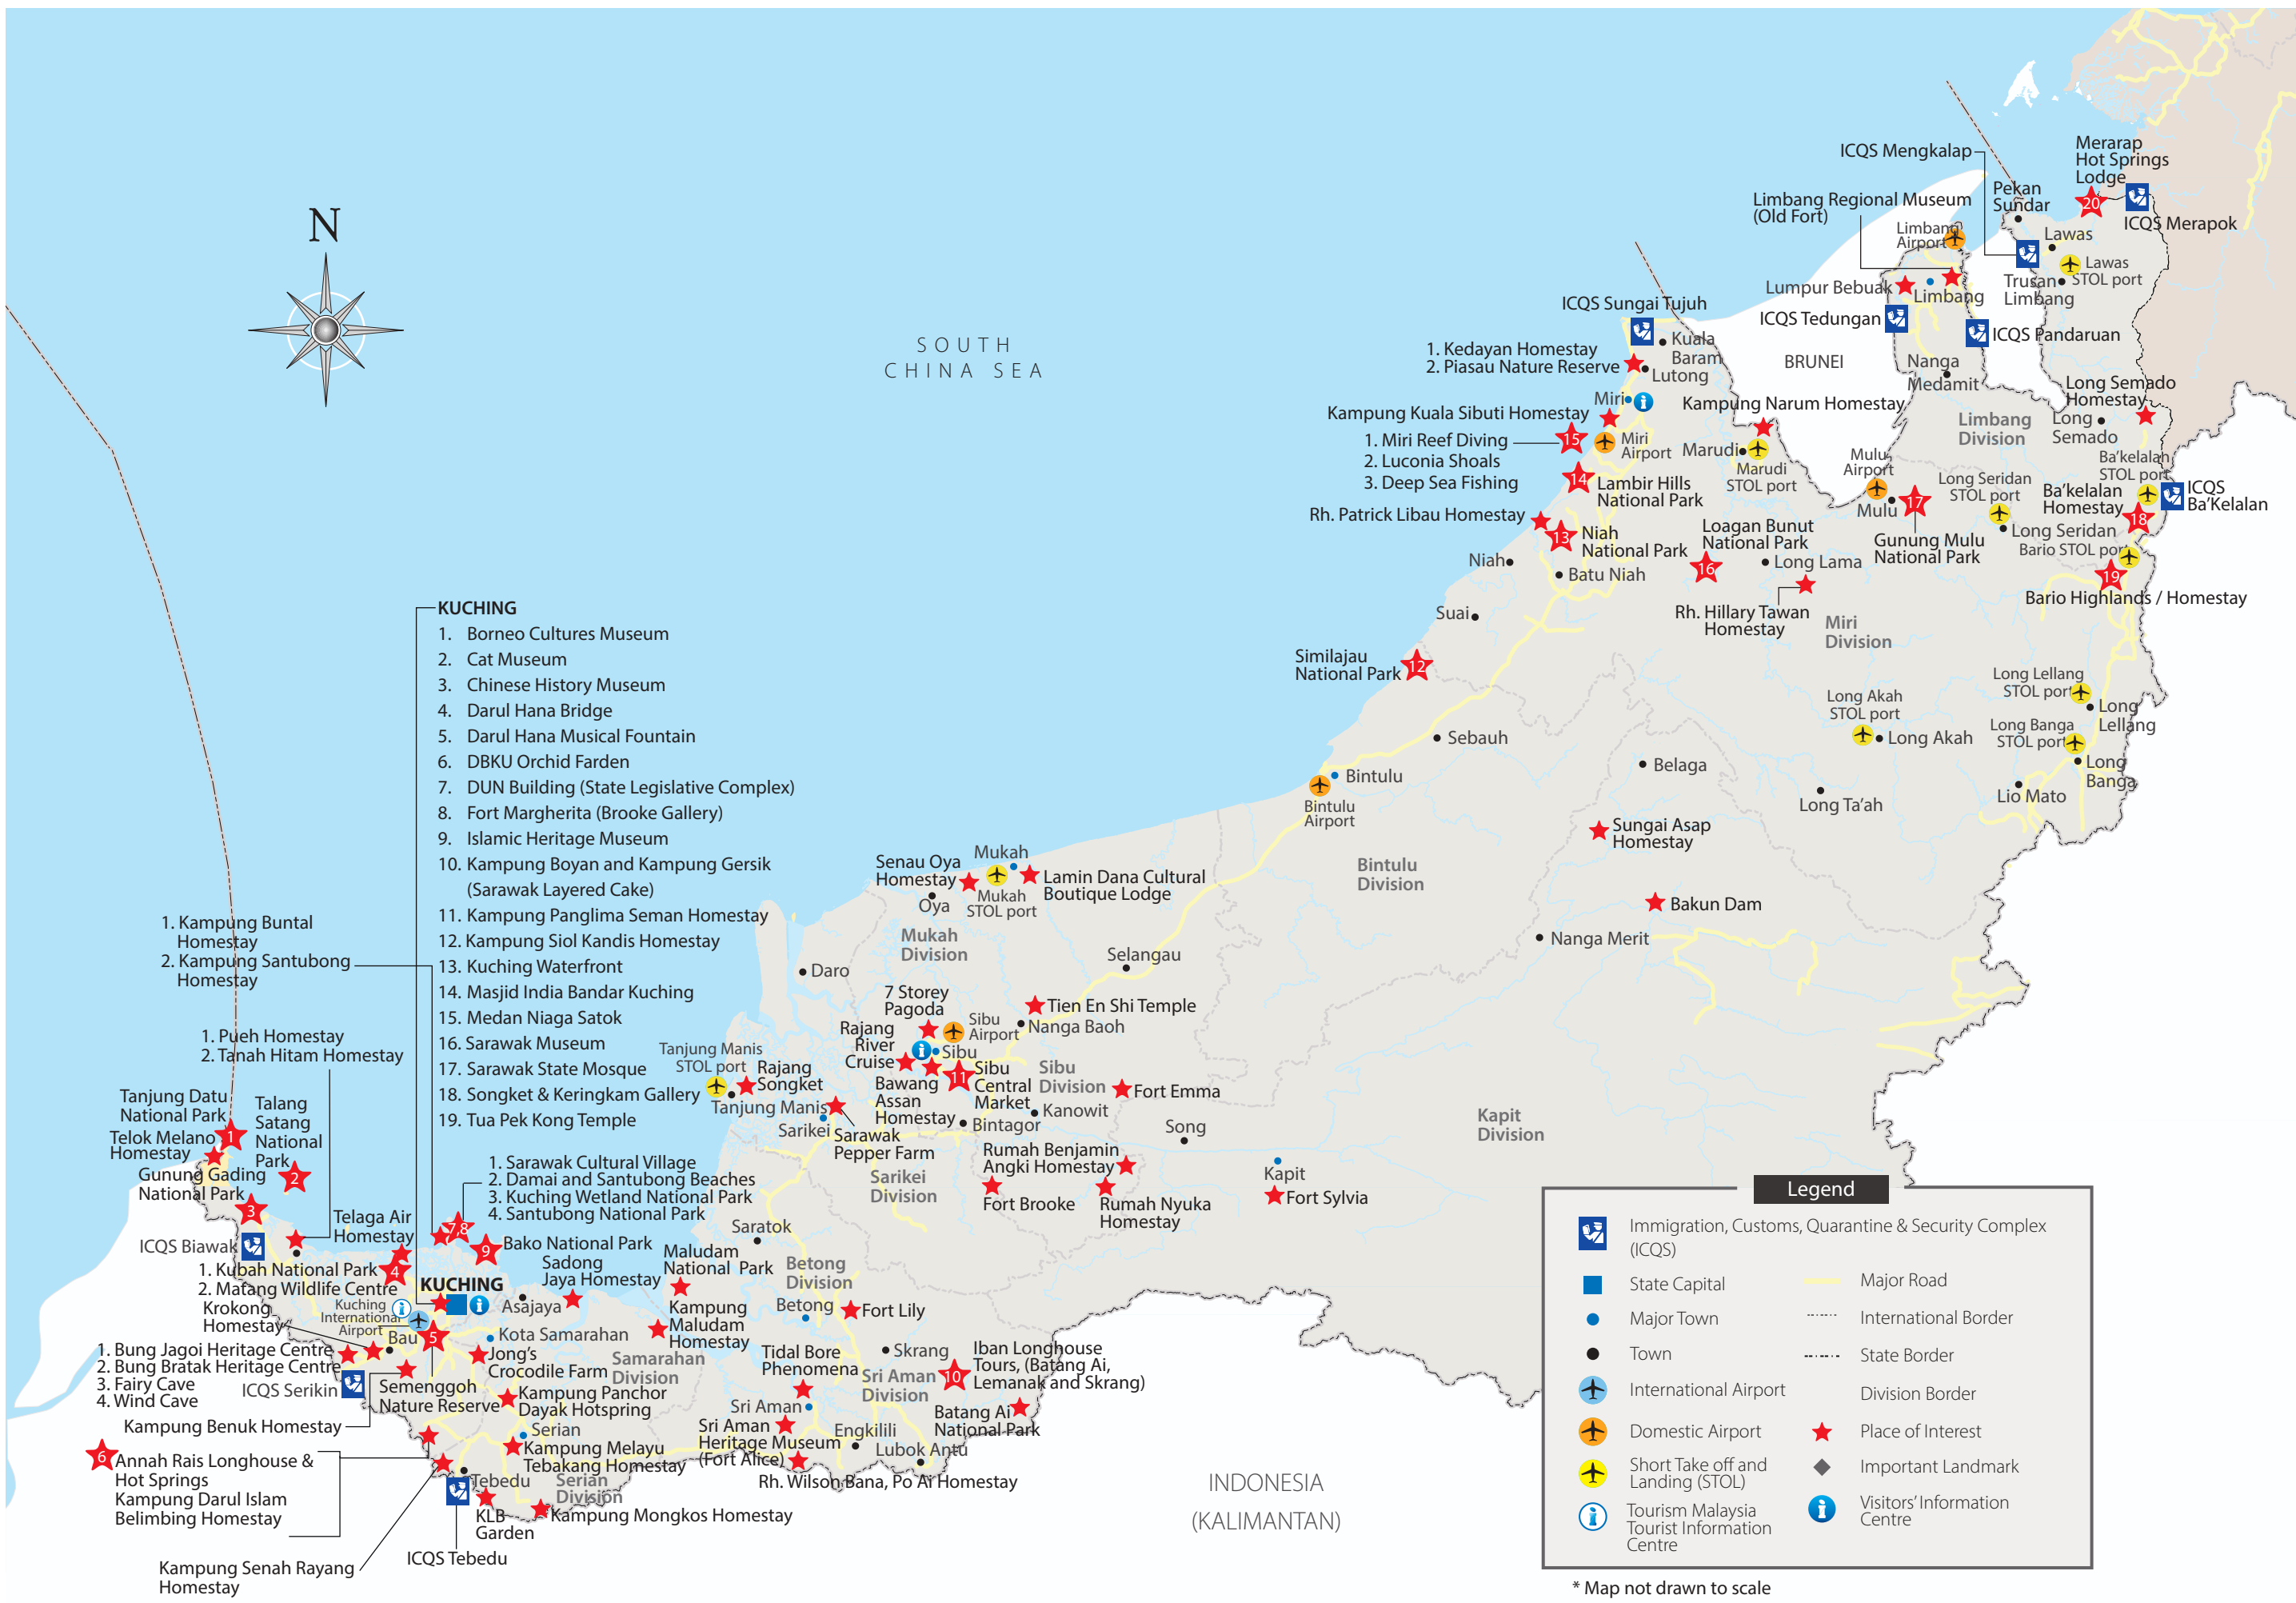 N
SOUTH
CHINA SEA
ICQS Mengkalap
Merarap
Hot Springs
Lodge
20
ICQS Merapok
Pekan
Sundar
Limbang Regional Museum
(Old Fort)
Limbang
Airport
Lawas
Lawas
STOL port
Trusan
Limbang
Lumpur Bebuak
Limbang
ICQS Tedungan
ICQS Pandaruan
BRUNEI
Nanga
Medamit
ICQS Sungai Tujuh
Kuala
Baram
1. Kedayan Homestay
2. Piasau Nature Reserve
Lutong
Miri
Kampung Kuala Sibuti Homestay
1. Miri Reef Diving
2. Luconia Shoals
3. Deep Sea Fishing
15
Miri
Airport
Kampung Narum Homestay
Marudi
Marudi
STOL port
Limbang
Division
Long Semado
Homestay
Long
Semado
Mulu
Airport
Mulu
17
Gunung Mulu
National Park
Long Seridan
STOL port
Long Seridan
Ba'kelalan
STOL port
Ba'kelalan
Homestay
18
ICQS
Ba'Kelalan
Bario STOL port
19
Bario Highlands / Homestay
14
Lambir Hills
National Park
Rh. Patrick Libau Homestay
13
Niah
National Park
Niah
Batu Niah
Loagan Bunut
National Park
16
Long Lama
Rh. Hillary Tawan
Homestay
Miri
Division
Suai
Similajau
National Park
12
Long Lellang
STOL port
Long
Lellang
Long Akah
STOL port
Long Akah
Long Banga
STOL port
Long
Banga
Lio Mato
Long Ta'ah
Sebauh
Bintulu
Bintulu
Airport
Belaga
Sungai Asap
Homestay
Bintulu
Division
Bakun Dam
Nanga Merit
KUCHING
1. Borneo Cultures Museum
2. Cat Museum
3. Chinese History Museum
4. Darul Hana Bridge
5. Darul Hana Musical Fountain
6. DBKU Orchid Farden
7. DUN Building (State Legislative Complex)
8. Fort Margherita (Brooke Gallery)
9. Islamic Heritage Museum
10. Kampung Boyan and Kampung Gersik
(Sarawak Layered Cake)
11. Kampung Panglima Seman Homestay
12. Kampung Siol Kandis Homestay
13. Kuching Waterfront
14. Masjid India Bandar Kuching
15. Medan Niaga Satok
16. Sarawak Museum
17. Sarawak State Mosque
18. Songket & Keringkam Gallery
19. Tua Pek Kong Temple
Senau Oya
Homestay
Mukah
Mukah
STOL port
Oya
Lamin Dana Cultural
Boutique Lodge
Mukah
Division
Selangau
Daro
7 Storey
Pagoda
Tien En Shi Temple
Sibu
Airport
Nanga Baoh
Rajang
River
Cruise
Sibu
11
Sibu
Central
Market
Sibu
Division
Bawang
Assan
Homestay
Fort Emma
Kanowit
Bintagor
Song
Tanjung Manis
STOL port
Rajang
Songket
Tanjung Manis
Sarikei
Sarawak
Pepper Farm
Sarikei
Division
Rumah Benjamin
Angki Homestay
Fort Brooke
Rumah Nyuka
Homestay
Kapit
Fort Sylvia
Kapit
Division
1. Kampung Buntal
Homestay
2. Kampung Santubong
Homestay
1. Pueh Homestay
2. Tanah Hitam Homestay
Tanjung Datu
National Park
1
Talang
Satang
National
Park
2
Telok Melano
Homestay
Gunung Gading
National Park
3
1. Sarawak Cultural Village
2. Damai and Santubong Beaches
3. Kuching Wetland National Park
4. Santubong National Park
7
8
9
Bako National Park
Telaga Air
Homestay
ICQS Biawak
1. Kubah National Park
2. Matang Wildlife Centre
4
KUCHING
Krokong
Homestay
Kuching
International
Airport
Bau
5
Asajaya
Sadong
Jaya Homestay
Maludam
National Park
Kampung
Maludam
Homestay
Kota Samarahan
Samarahan
Division
Jong's
Crocodile Farm
1. Bung Jagoi Heritage Centre
2. Bung Bratak Heritage Centre
3. Fairy Cave
4. Wind Cave
ICQS Serikin
Semenggoh
Nature Reserve
Kampung Benuk Homestay
Kampung Panchor
Dayak Hotspring
Serian
Kampung Melayu
Tebakang Homestay
Serian
Division
6
Annah Rais Longhouse &
Hot Springs
Kampung Darul Islam
Belimbing Homestay
Tebedu
KLB
Garden
Kampung Mongkos Homestay
ICQS Tebedu
Kampung Senah Rayang
Homestay
Saratok
Betong
Division
Betong
Fort Lily
Tidal Bore
Phenomena
Skrang
Sri Aman
Division
Iban Longhouse
Tours, (Batang Ai,
Lemanak and Skrang)
10
Sri Aman
Sri Aman
Heritage Museum
(Fort Alice)
Engkilili
Batang Ai
National Park
Lubok Antu
Rh. Wilson Bana, Po Ai Homestay
INDONESIA
(KALIMANTAN)
Legend
Immigration, Customs, Quarantine & Security Complex
(ICQS)
State Capital
Major Town
Town
International Airport
Domestic Airport
Short Take off and
Landing (STOL)
Tourism Malaysia
Tourist Information
Centre
Major Road
International Border
State Border
Division Border
Place of Interest
Important Landmark
Visitors' Information
Centre
* Map not drawn to scale